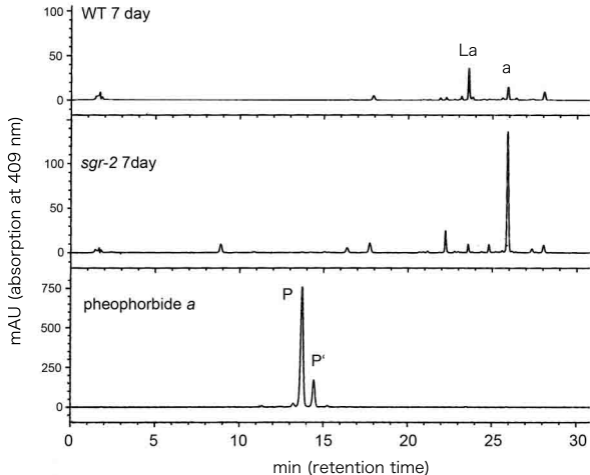 WT 7 day
100
50
0
La
a
sgr-2 7day
100
50
0
pheophorbide a
750
500
250
0
P
P'
0 5 10 15 20 25 30
min (retention time)
mAU (absorption at 409 nm)